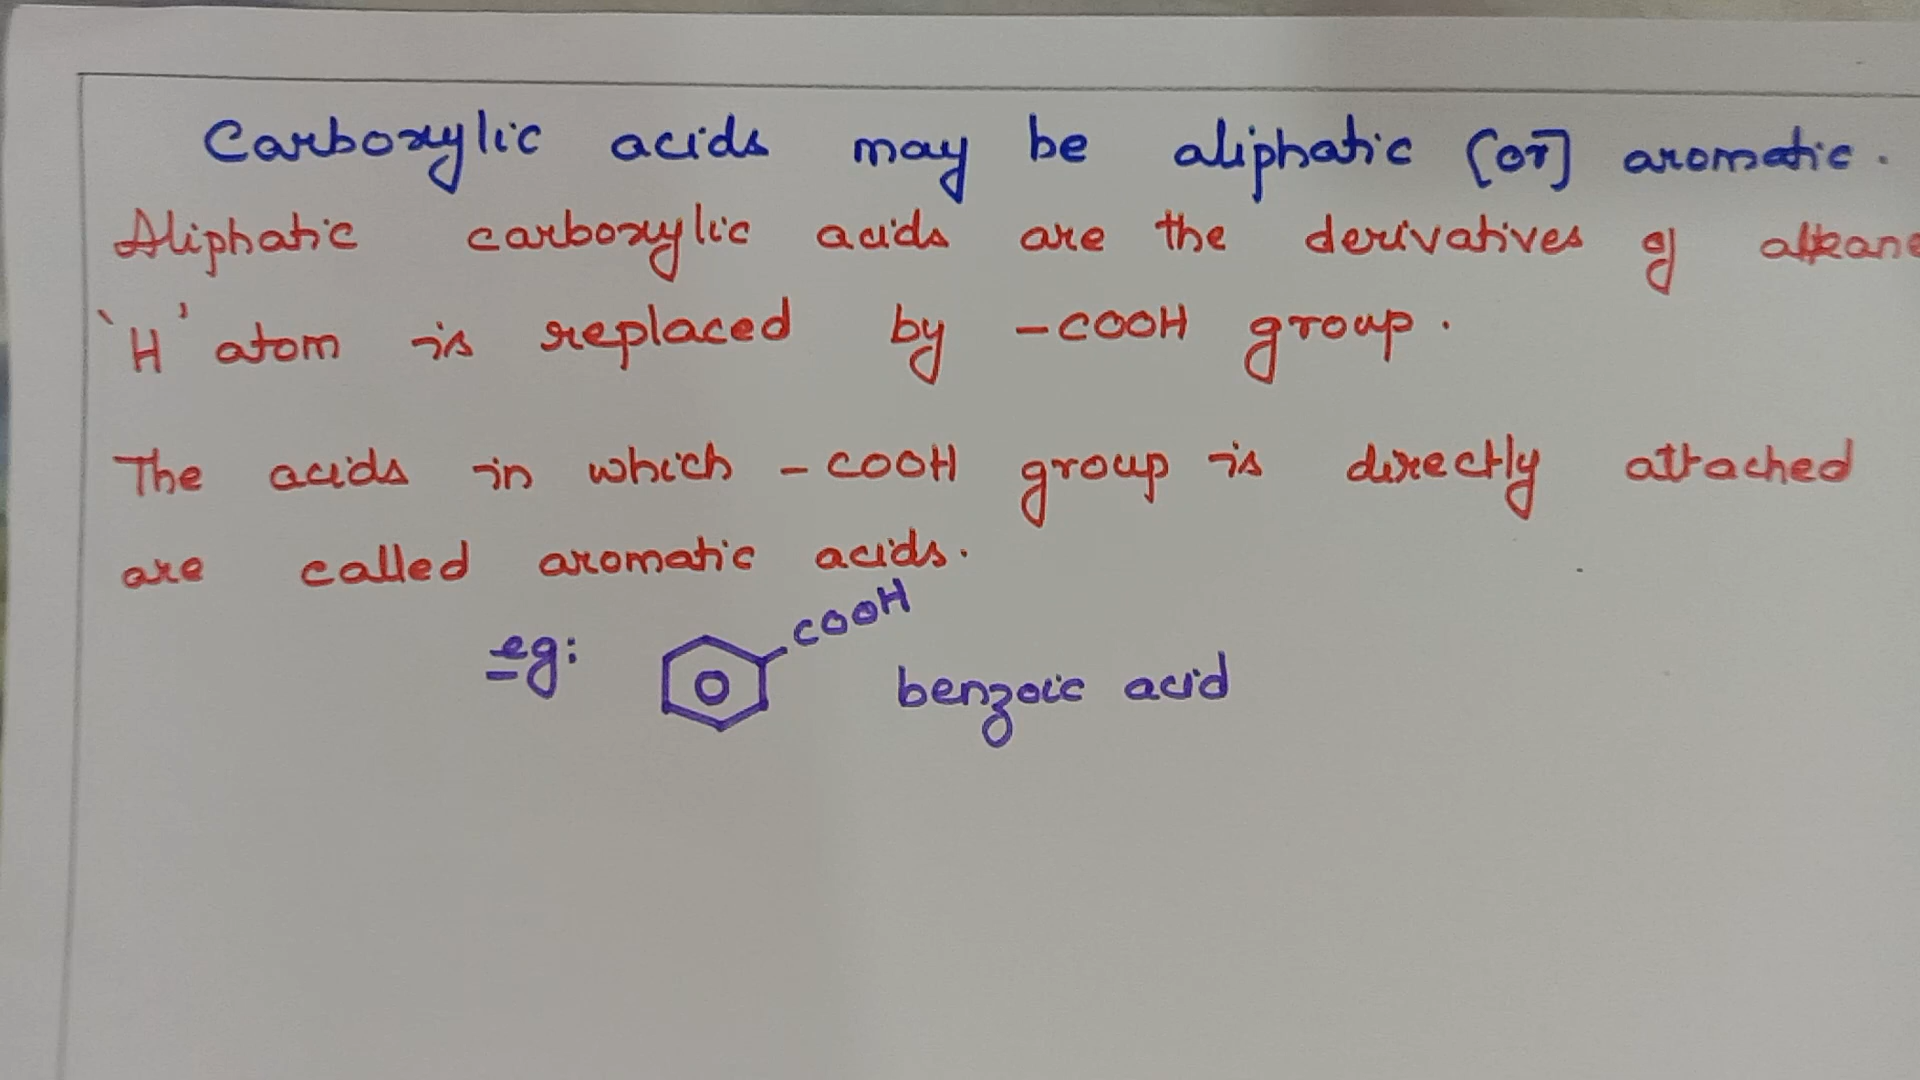 Carboxylic acids may be aliphatic [or] aromatic.
Aliphatic carboxylic acids are the derivatives of alkane
'H' atom is replaced by -COOH group.
The acids in which -COOH group is directly attached
are called aromatic acids.
COOH
eg:
benzoic acid